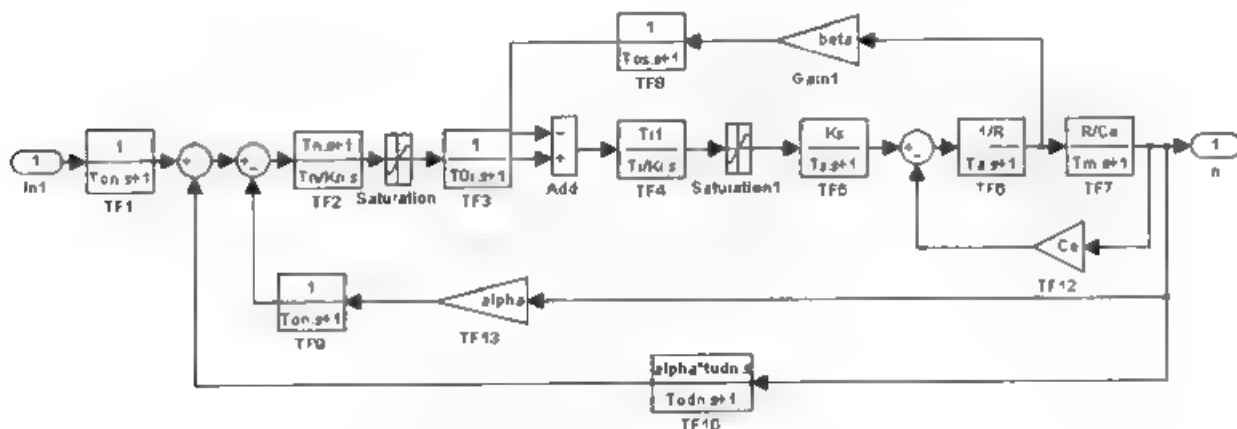 1
In1
1
Ton.s+1
TF1
Tn.s+1
Tn/Kn.s
TF2
Saturation
1
T0i.s+1
TF3
1
Tos.s+1
TF8
beta
Gain1
Add
Ti1
Ti/Ki.s
TF4
Saturation1
Ks
Ts.s+1
TF5
1/R
Ta.s+1
TF6
R/Ce
Tm.s+1
TF7
1
n
Ce
TF12
1
Ton.s+1
TF9
alpha
TF13
alpha*tudn.s
Todn.s+1
TF10